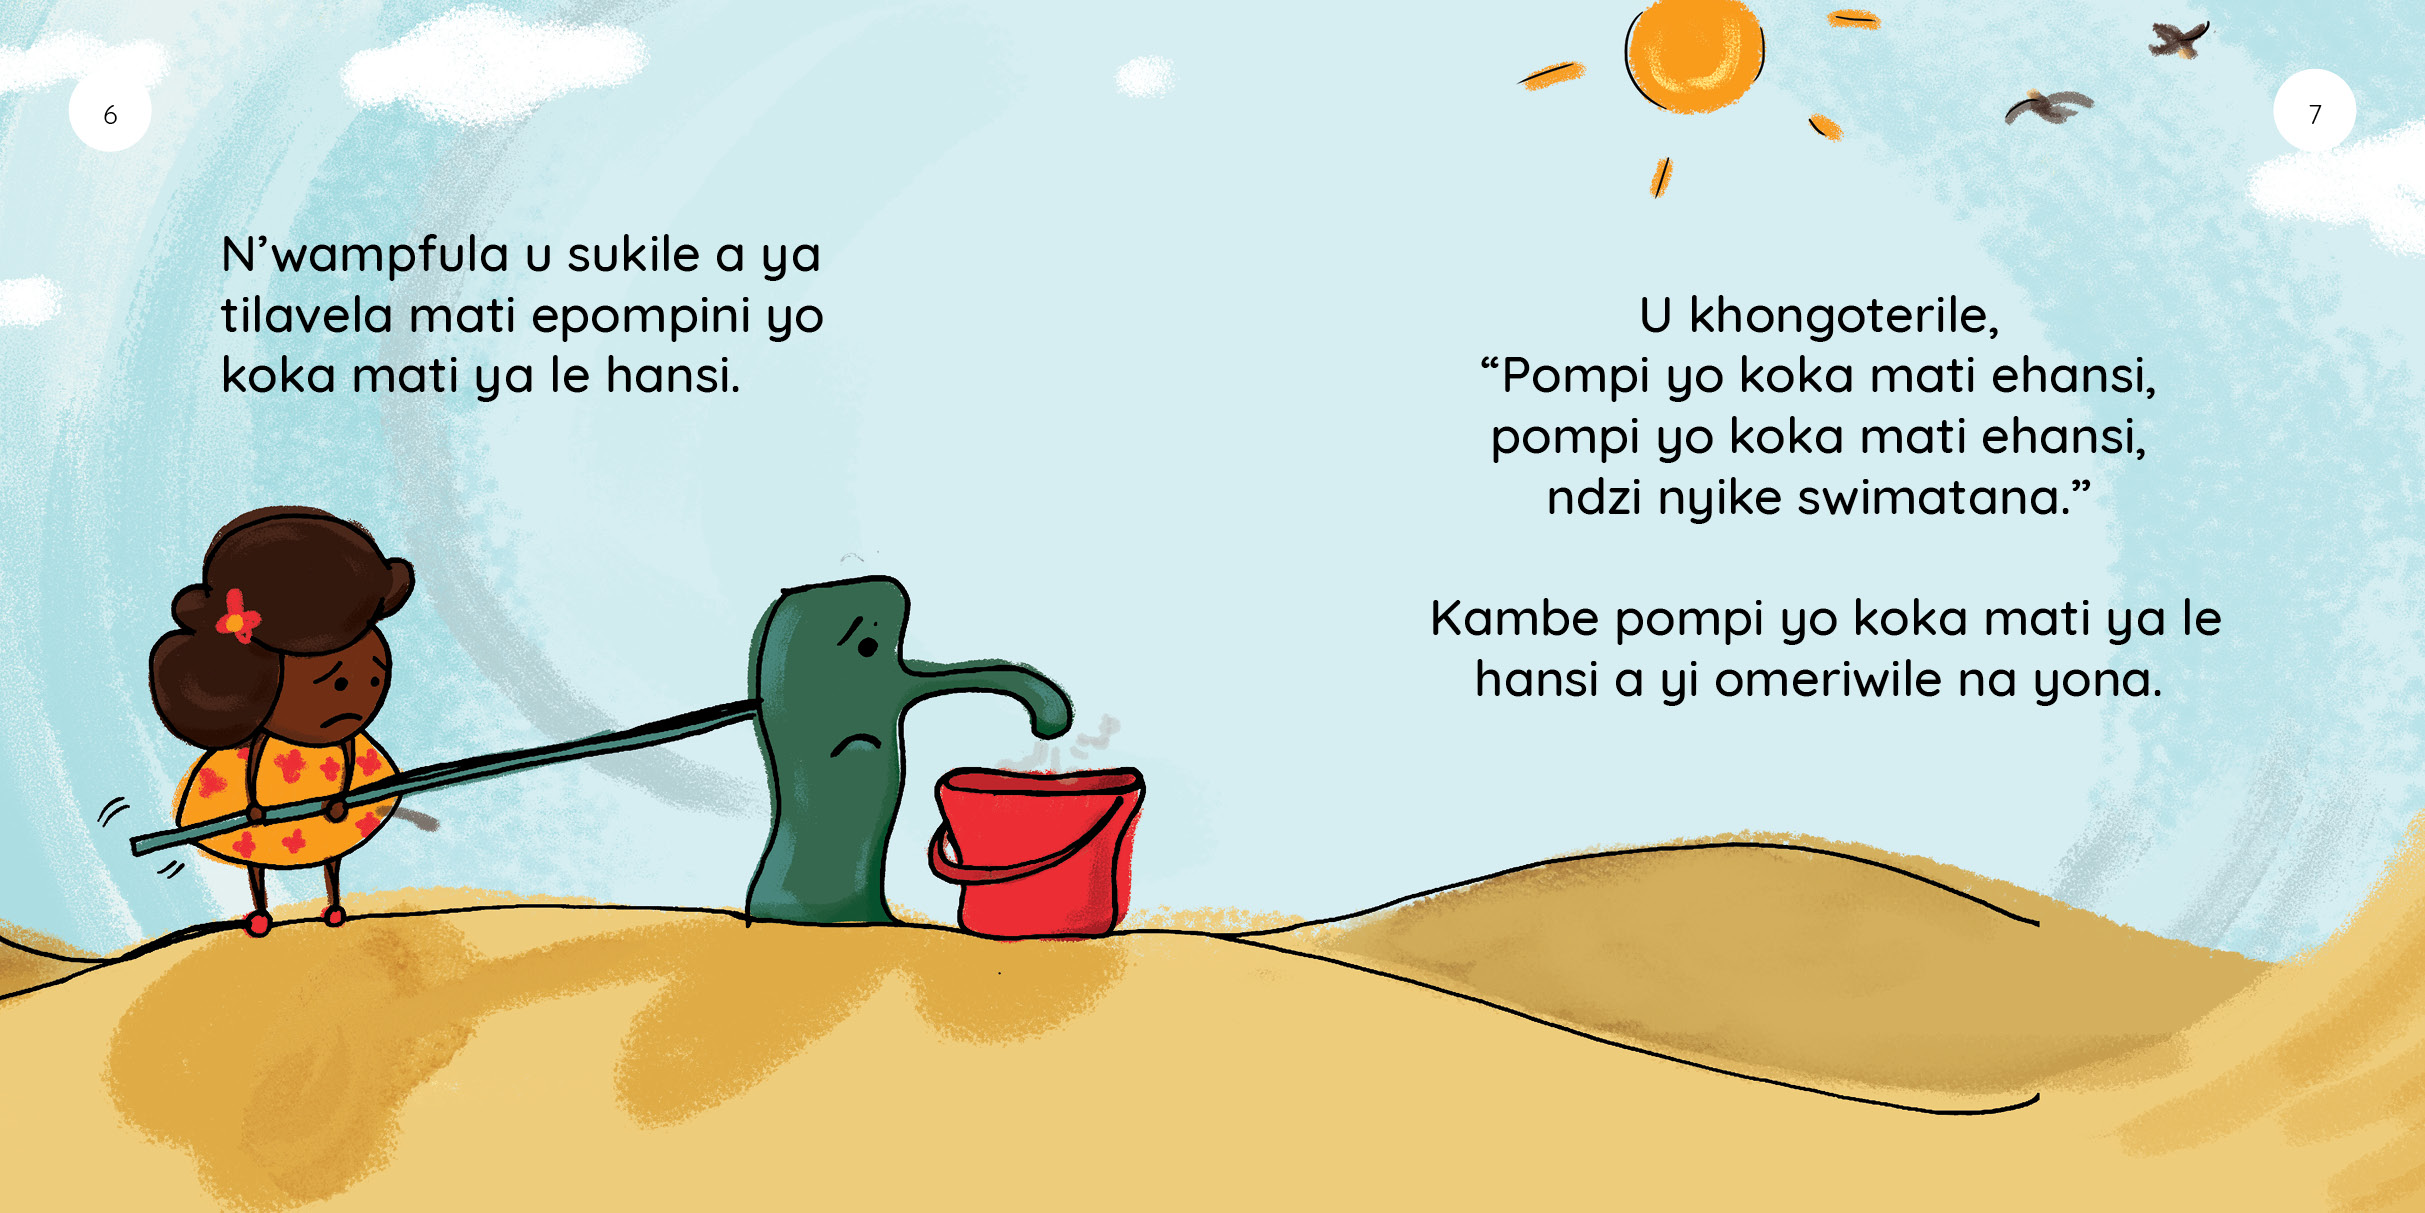 6
N’wampfula u sukile a ya
tilavela mati epompini yo
koka mati ya le hansi.
7
U khongoterile,
“Pompi yo koka mati ehansi,
pompi yo koka mati ehansi,
ndzi nyike swimatana.”
Kambe pompi yo koka mati ya le
hansi a yi omeriwile na yona.